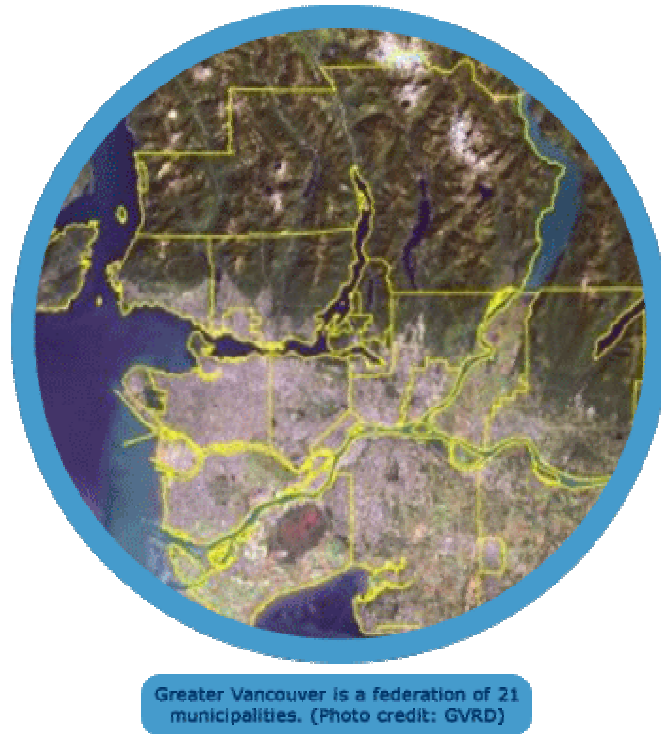 Greater Vancouver is a federation of 21
municipalities. (Photo credit: GVRD)